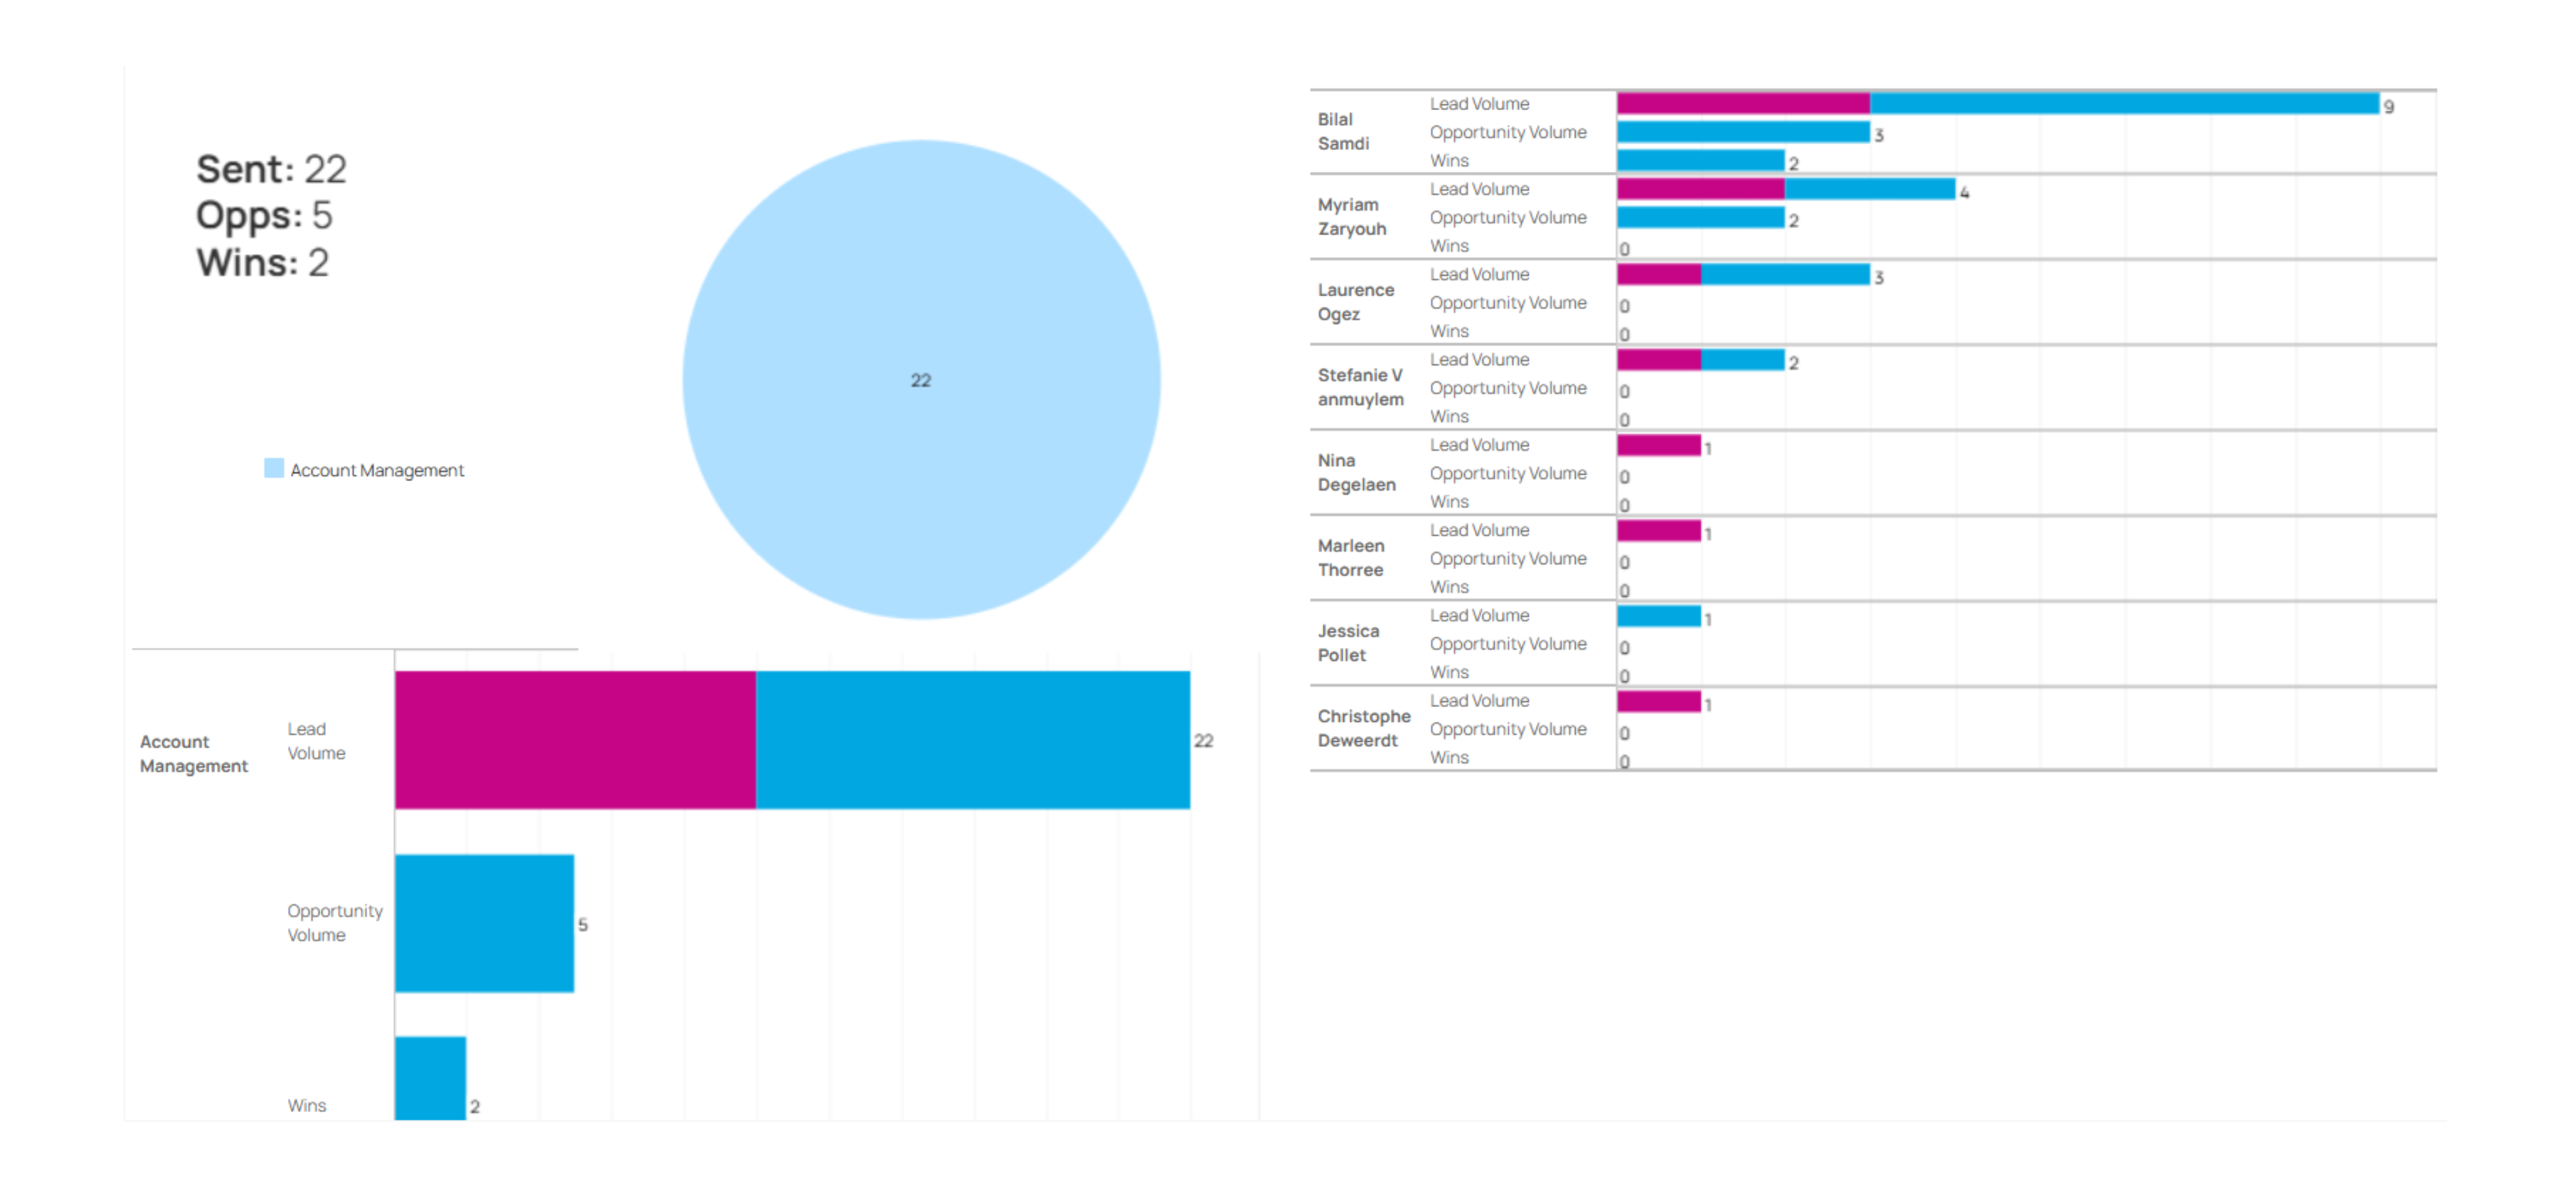 Sent: 22
Opps: 5
Wins: 2
22
Account Management
Account
Management
Lead
Volume
22
Opportunity
Volume
5
Wins
2
Bilal
Samdi
Lead Volume
9
Opportunity Volume
3
Wins
2
Myriam
Zaryouh
Lead Volume
4
Opportunity Volume
2
Wins
0
Laurence
Ogez
Lead Volume
3
Opportunity Volume
0
Wins
0
Stefanie V
anmuylem
Lead Volume
2
Opportunity Volume
0
Wins
0
Nina
Degelaen
Lead Volume
1
Opportunity Volume
0
Wins
0
Marleen
Thorree
Lead Volume
1
Opportunity Volume
0
Wins
0
Jessica
Pollet
Lead Volume
1
Opportunity Volume
0
Wins
0
Christophe
Deweerdt
Lead Volume
1
Opportunity Volume
0
Wins
0